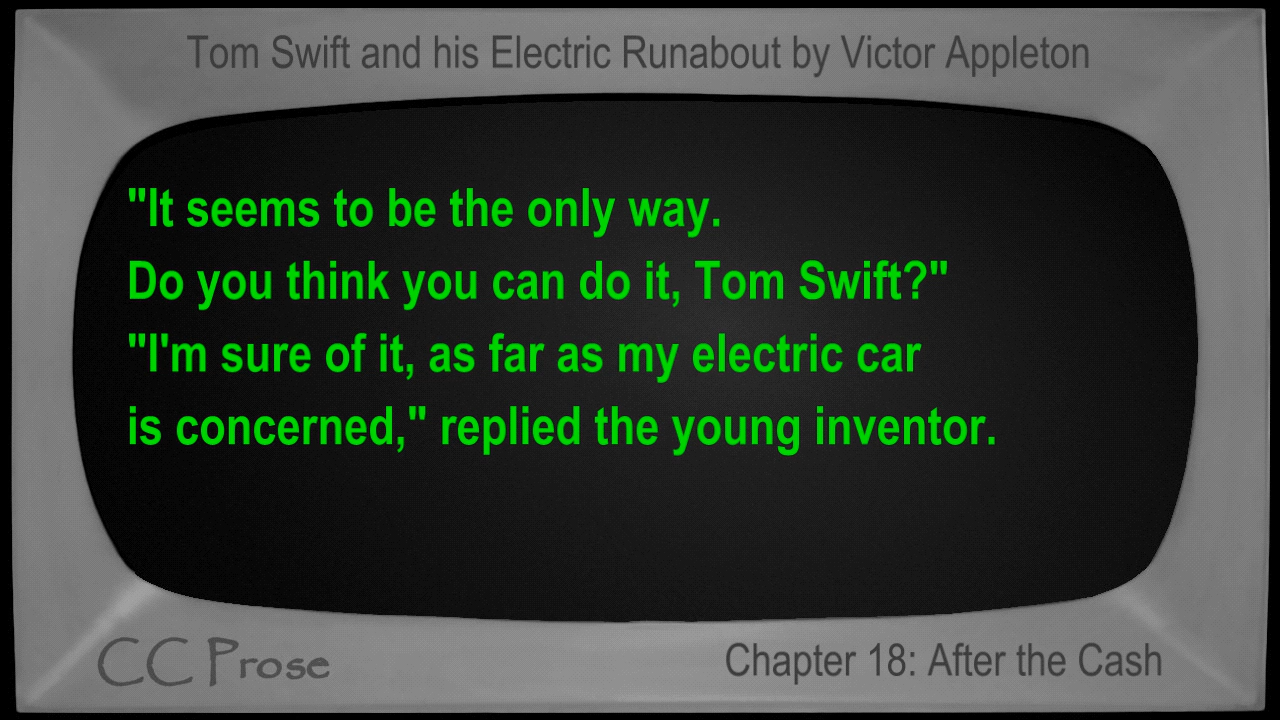 Tom Swift and his Electric Runabout by Victor Appleton
"It seems to be the only way.
Do you think you can do it, Tom Swift?"
"I'm sure of it, as far as my electric car
is concerned," replied the young inventor.
CC Prose
Chapter 18: After the Cash